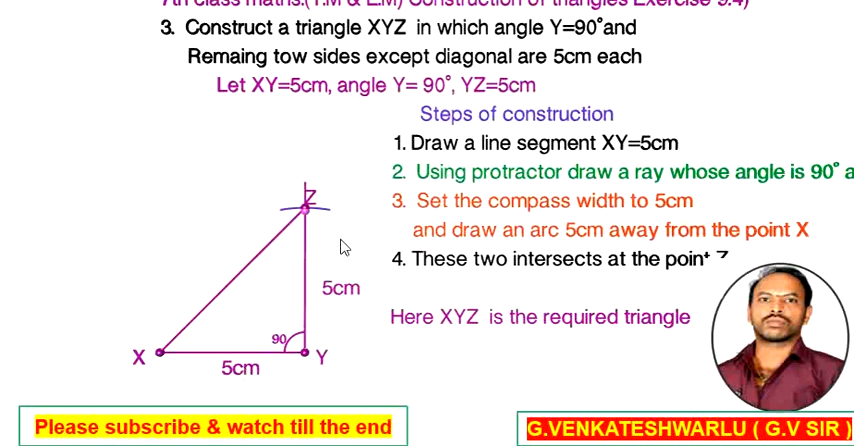 7th class maths.(T.M & E.M) Construction of triangles Exercise 9.4)
3. Construct a triangle XYZ in which angle Y=90°and
Remaing tow sides except diagonal are 5cm each
Let XY=5cm, angle Y= 90°, YZ=5cm
Steps of construction
1. Draw a line segment XY=5cm
2. Using protractor draw a ray whose angle is 90° a
3. Set the compass width to 5cm
and draw an arc 5cm away from the point X
4. These two intersects at the point Z
Z
5cm
Here XYZ is the required triangle
90
X
Y
5cm
Please subscribe & watch till the end
G.VENKATESHWARLU ( G.V SIR )